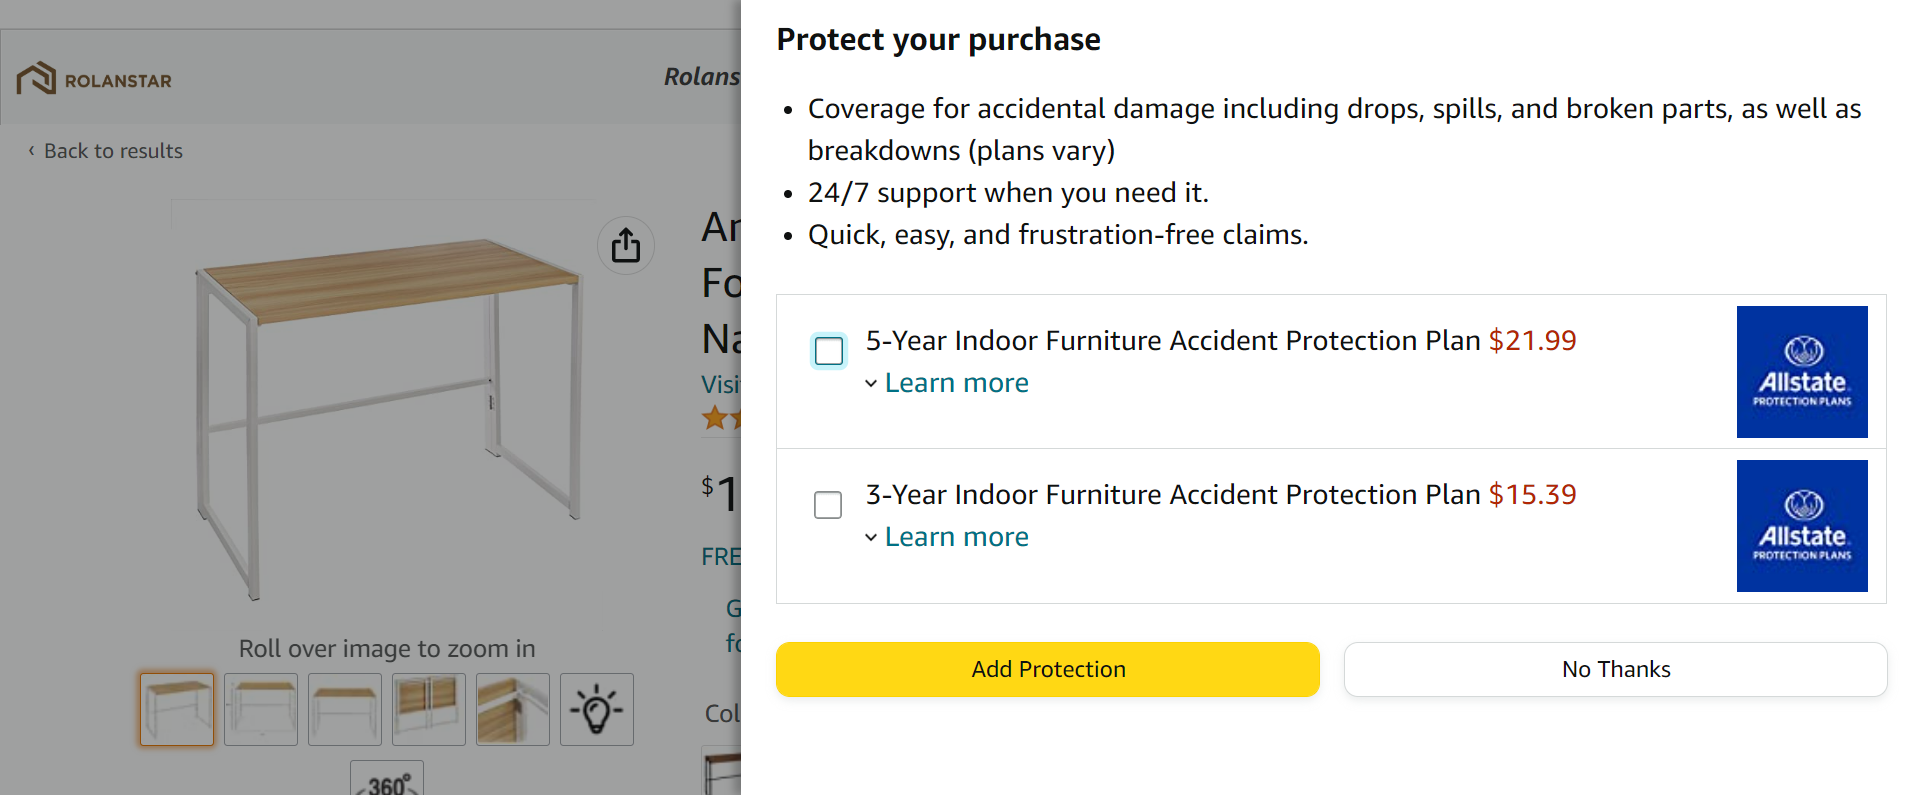 ROLANSTAR
Rolans
‹ Back to results
An
Fo
Na
Visi
$1
FRE
G
fo
Roll over image to zoom in
Col
360°
Protect your purchase
• Coverage for accidental damage including drops, spills, and broken parts, as well as
breakdowns (plans vary)
• 24/7 support when you need it.
• Quick, easy, and frustration-free claims.
5-Year Indoor Furniture Accident Protection Plan $21.99
Learn more
Allstate
PROTECTION PLANS
3-Year Indoor Furniture Accident Protection Plan $15.39
Learn more
Allstate
PROTECTION PLANS
Add Protection
No Thanks